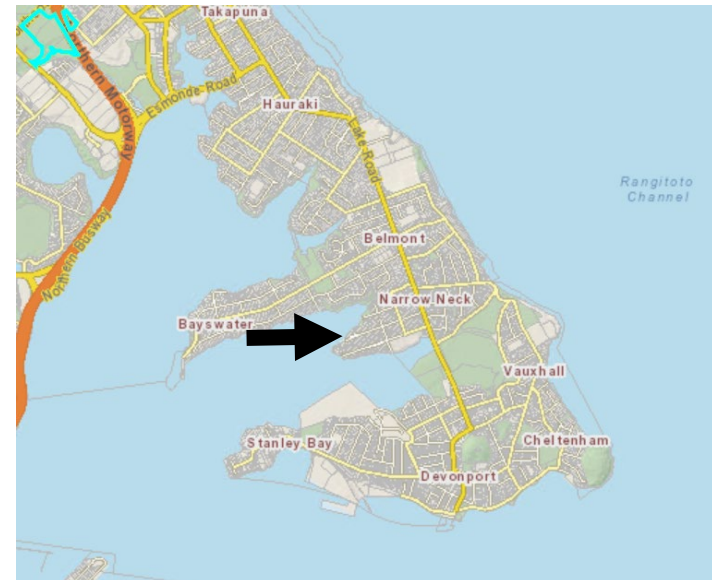 Takapuna
Northern Motorway
Esmonde-Road
Hauraki
Lake-Road
Rangitoto
Channel
Belmont
Northern-Busway
Narrow Neck
Bayswater
Vauxhall
Stanley Bay
Cheltenham
Devonport